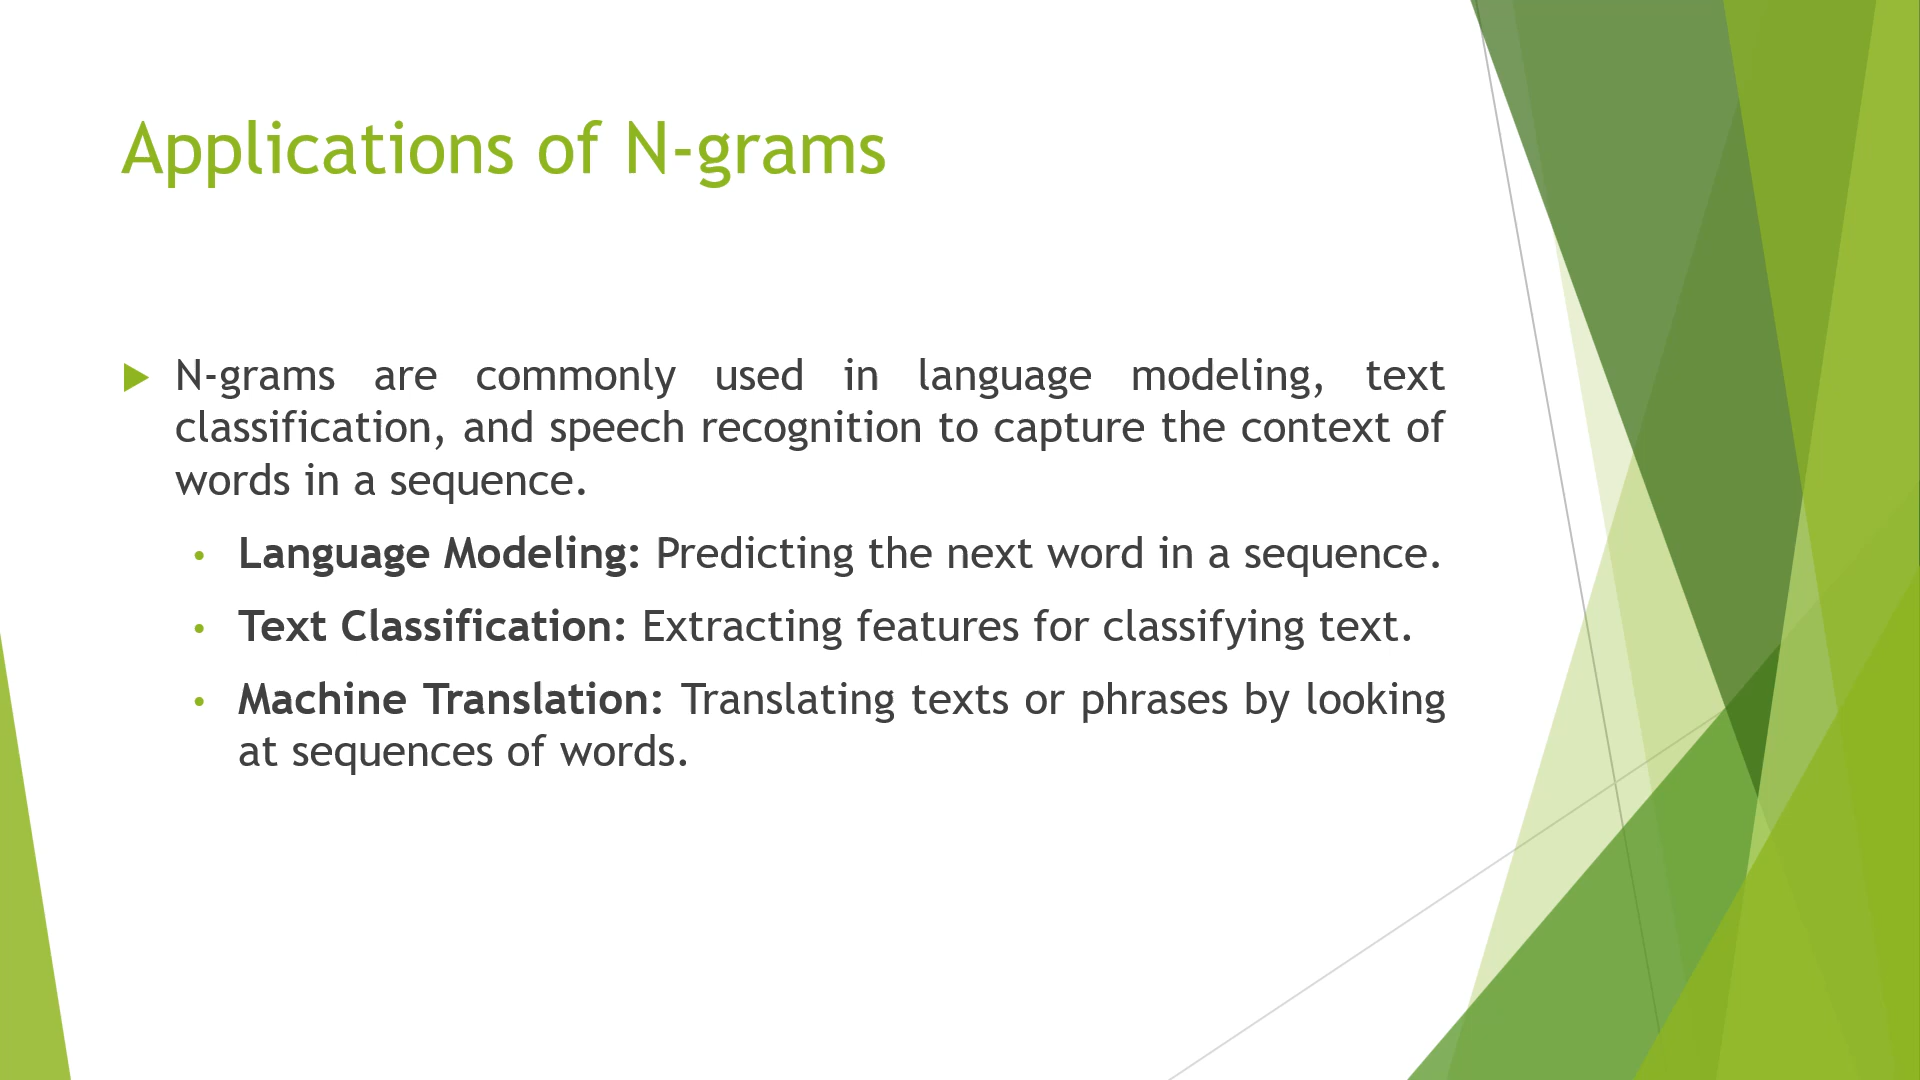 Applications of N-grams
N-grams are commonly used in language modeling, text
classification, and speech recognition to capture the context of
words in a sequence.
• Language Modeling: Predicting the next word in a sequence.
• Text Classification: Extracting features for classifying text.
• Machine Translation: Translating texts or phrases by looking
at sequences of words.